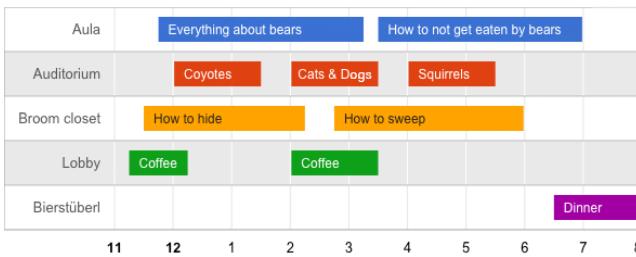 Aula
Everything about bears
How to not get eaten by bears
Auditorium
Coyotes
Cats & Dogs
Squirrels
Broom closet
How to hide
How to sweep
Lobby
Coffee
Coffee
Bierstüberl
Dinner
11 12 1 2 3 4 5 6 7 8